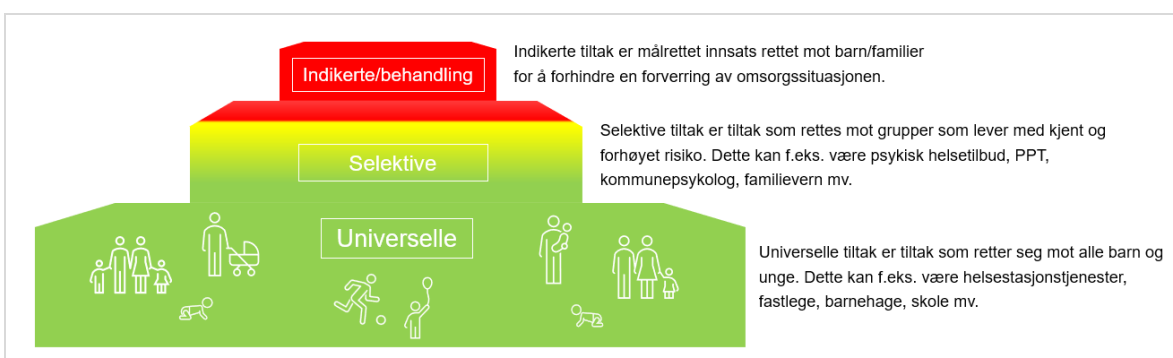 Indikerte/behandling
Indikerte tiltak er målrettet innsats rettet mot barn/familier
for å forhindre en forverring av omsorgssituasjonen.
Selektive
Selektive tiltak er tiltak som rettes mot grupper som lever med kjent og
forhøyet risiko. Dette kan f.eks. være psykisk helsetilbud, PPT,
kommunepsykolog, familievern mv.
Universelle
Universelle tiltak er tiltak som retter seg mot alle barn og
unge. Dette kan f.eks. være helsestasjonstjenester,
fastlege, barnehage, skole mv.